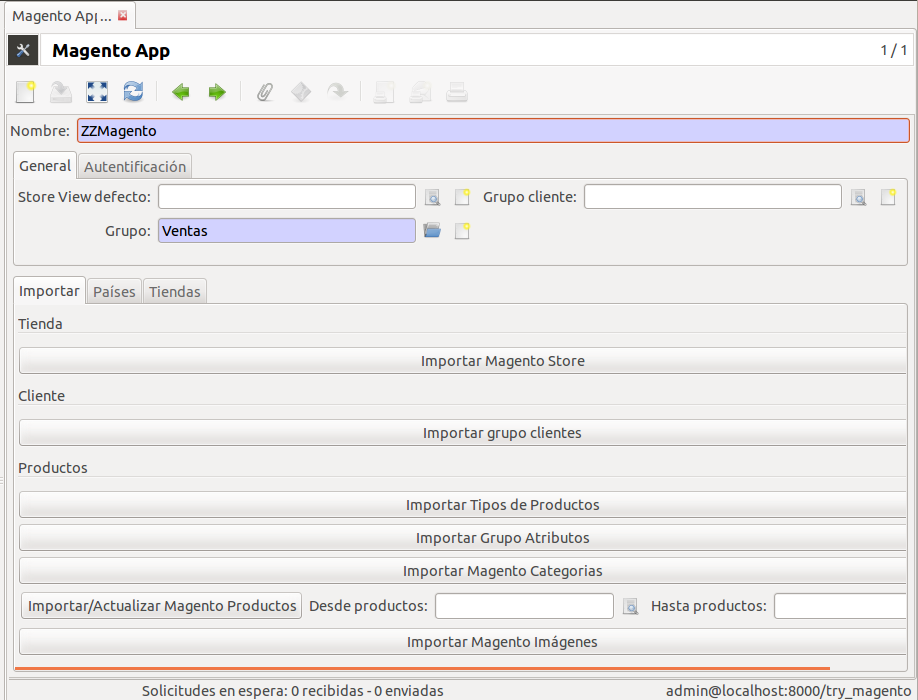 Magento Ap...
Magento App
1 / 1
Nombre: ZZMagento
General Autentificación
Store View defecto: Grupo cliente:
Grupo: Ventas
Importar Países Tiendas
Tienda
Importar Magento Store
Cliente
Importar grupo clientes
Productos
Importar Tipos de Productos
Importar Grupo Atributos
Importar Magento Categorias
Importar/Actualizar Magento Productos Desde productos: Hasta productos:
Importar Magento Imágenes
Solicitudes en espera: 0 recibidas - 0 enviadas admin@localhost:8000/try_magento